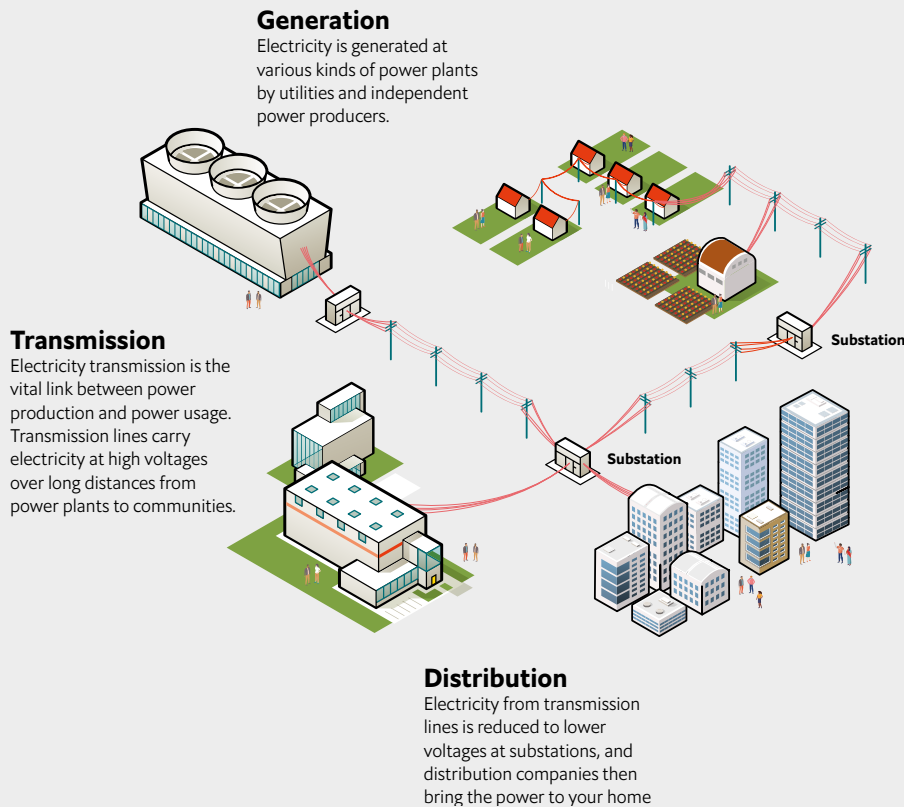 Generation
Electricity is generated at
various kinds of power plants
by utilities and independent
power producers.
Substation
Transmission
Electricity transmission is the
vital link between power
production and power usage.
Transmission lines carry
electricity at high voltages
over long distances from
power plants to communities.
Substation
Distribution
Electricity from transmission
lines is reduced to lower
voltages at substations, and
distribution companies then
bring the power to your home